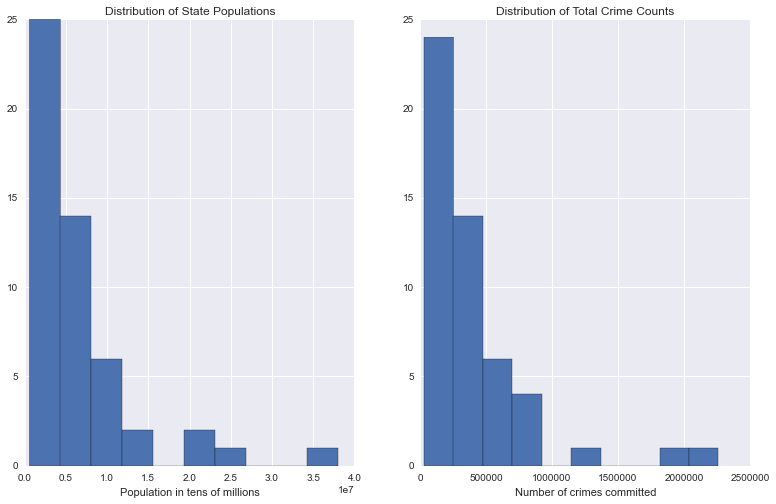 Distribution of State Populations
25
20
15
10
5
0
0.0 0.5 1.0 1.5 2.0 2.5 3.0 3.5 4.0
1e7
Population in tens of millions
Distribution of Total Crime Counts
25
20
15
10
5
0
0 500000 1000000 1500000 2000000 2500000
Number of crimes committed